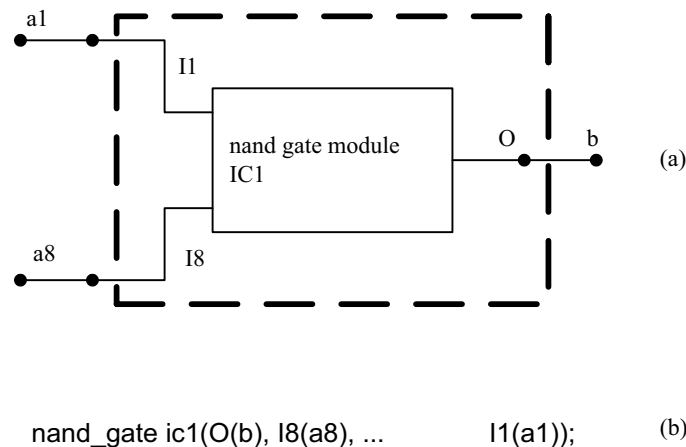 a1
I1
nand gate module
IC1
O
b
(a)
a8
I8
nand_gate ic1(O(b), I8(a8), ... I1(a1));
(b)